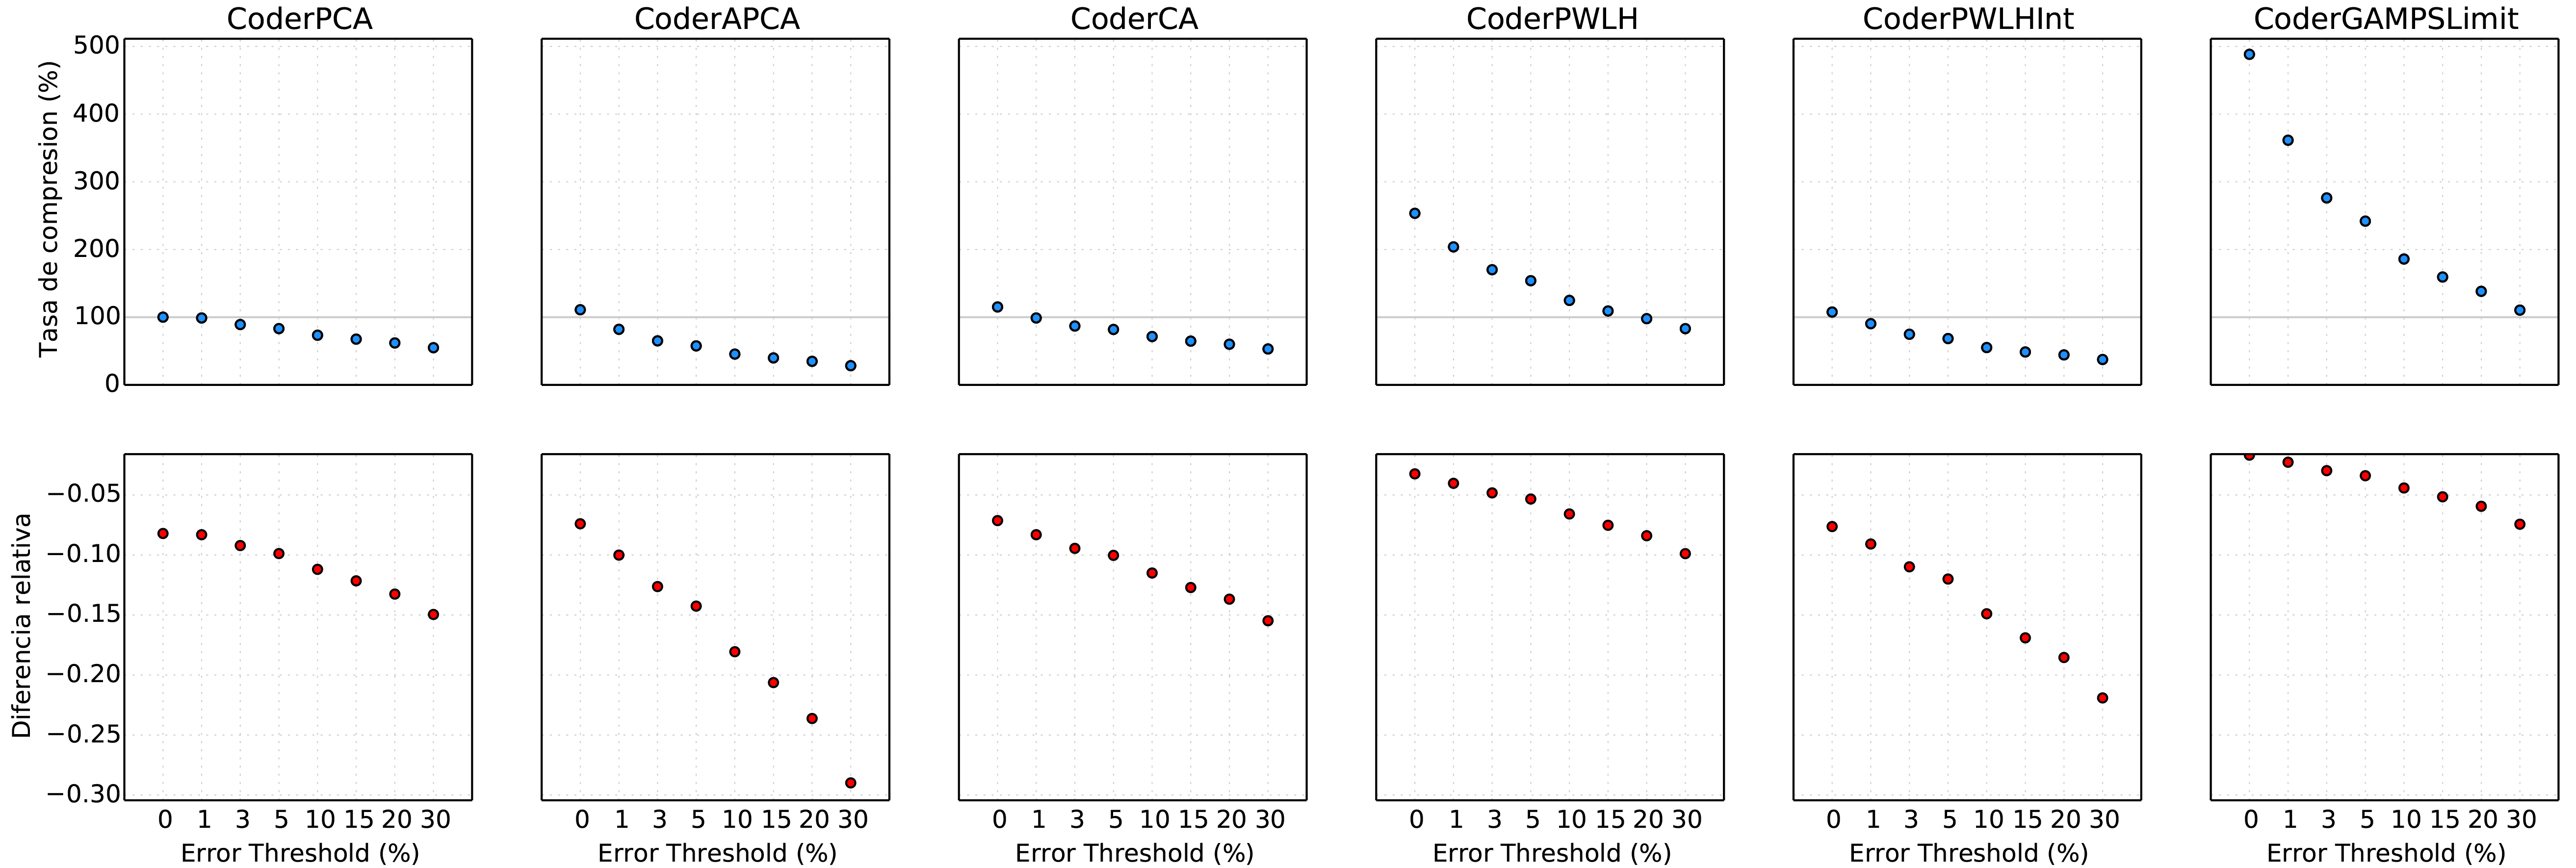 CoderPCA CoderAPCA CoderCA CoderPWLH CoderPWLHInt CoderGAMPSLimit
Tasa de compresion (%)
500
400
300
200
100
0
Diferencia relativa
−0.05
−0.10
−0.15
−0.20
−0.25
−0.30
0 1 3 5 10 15 20 30 0 1 3 5 10 15 20 30 0 1 3 5 10 15 20 30 0 1 3 5 10 15 20 30 0 1 3 5 10 15 20 30 0 1 3 5 10 15 20 30
Error Threshold (%) Error Threshold (%) Error Threshold (%) Error Threshold (%) Error Threshold (%) Error Threshold (%)